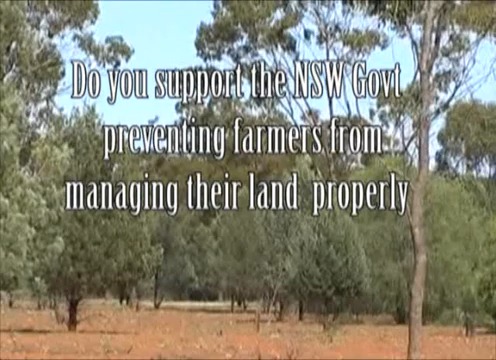 Do you support the NSW Govt
preventing farmers from
managing their land properly